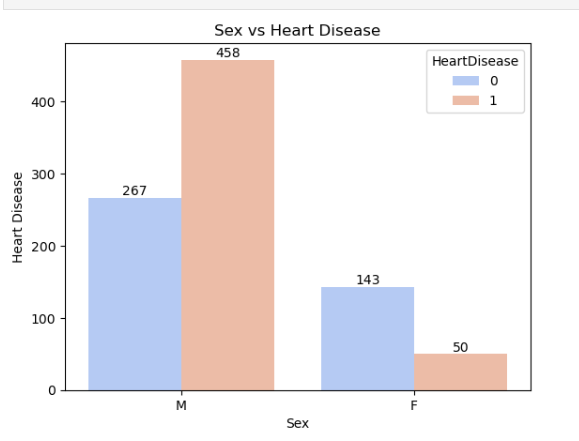 Sex vs Heart Disease
458
HeartDisease
0
1
400
300
267
Heart Disease
200
143
100
50
0
M
F
Sex